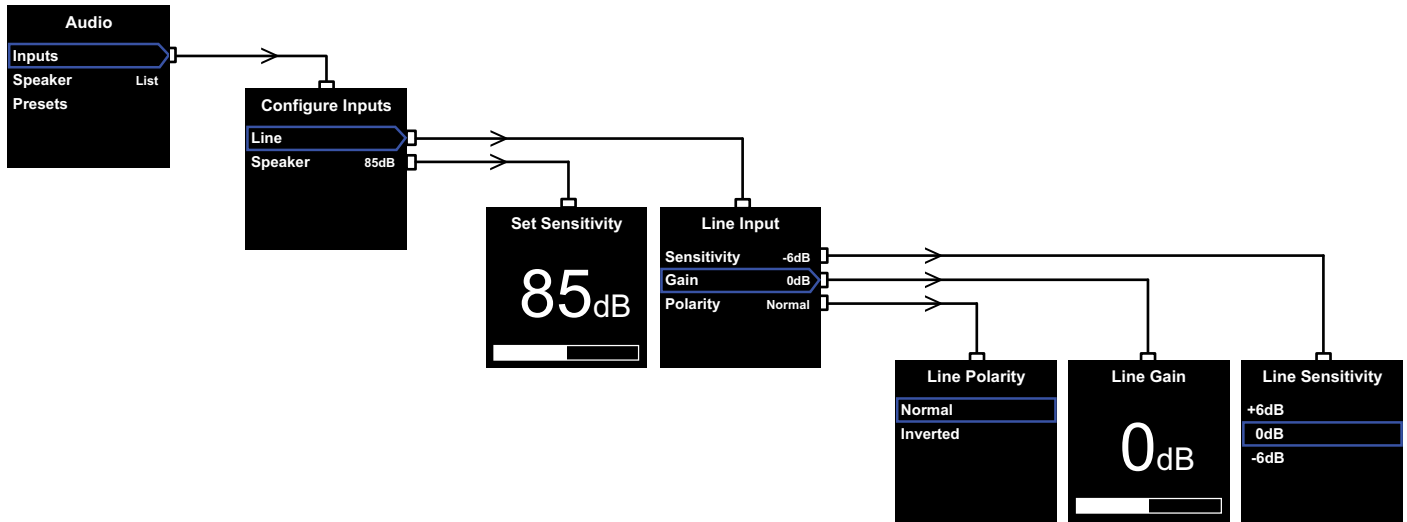 Audio
Inputs
Speaker List
Presets
Configure Inputs
Line
Speaker 85dB
Set Sensitivity
85dB
Line Input
Sensitivity -6dB
Gain 0dB
Polarity Normal
Line Polarity
Normal
Inverted
Line Gain
0dB
Line Sensitivity
+6dB
0dB
-6dB